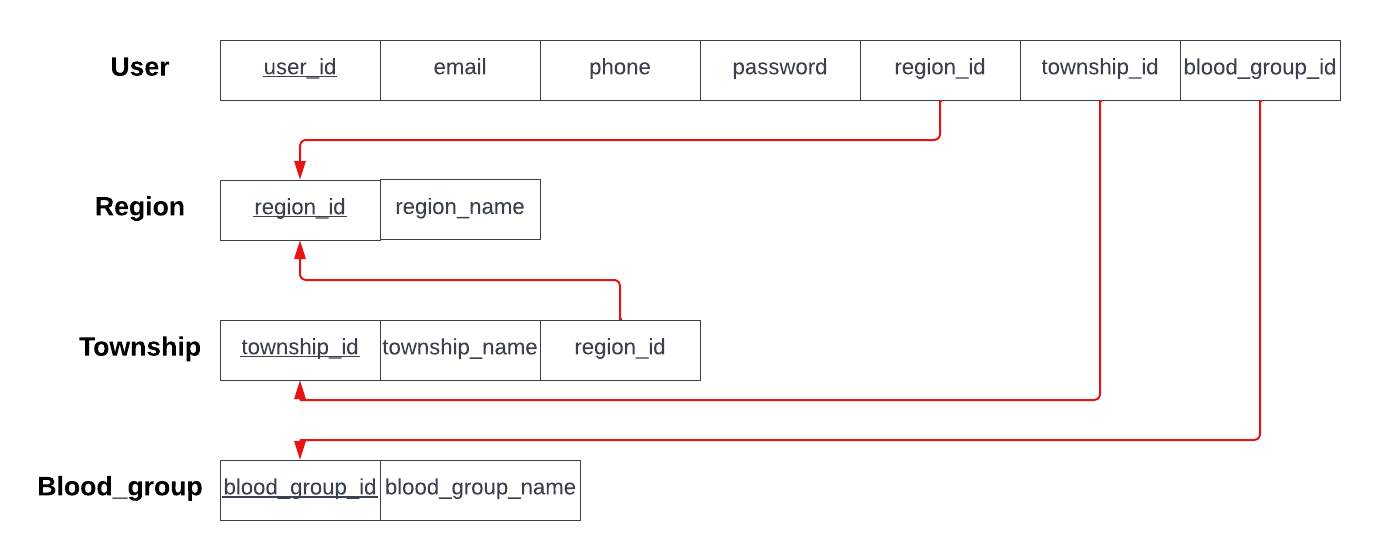 User user_id email phone password region_id township_id blood_group_id
Region region_id region_name
Township township_id township_name region_id
Blood_group blood_group_id blood_group_name